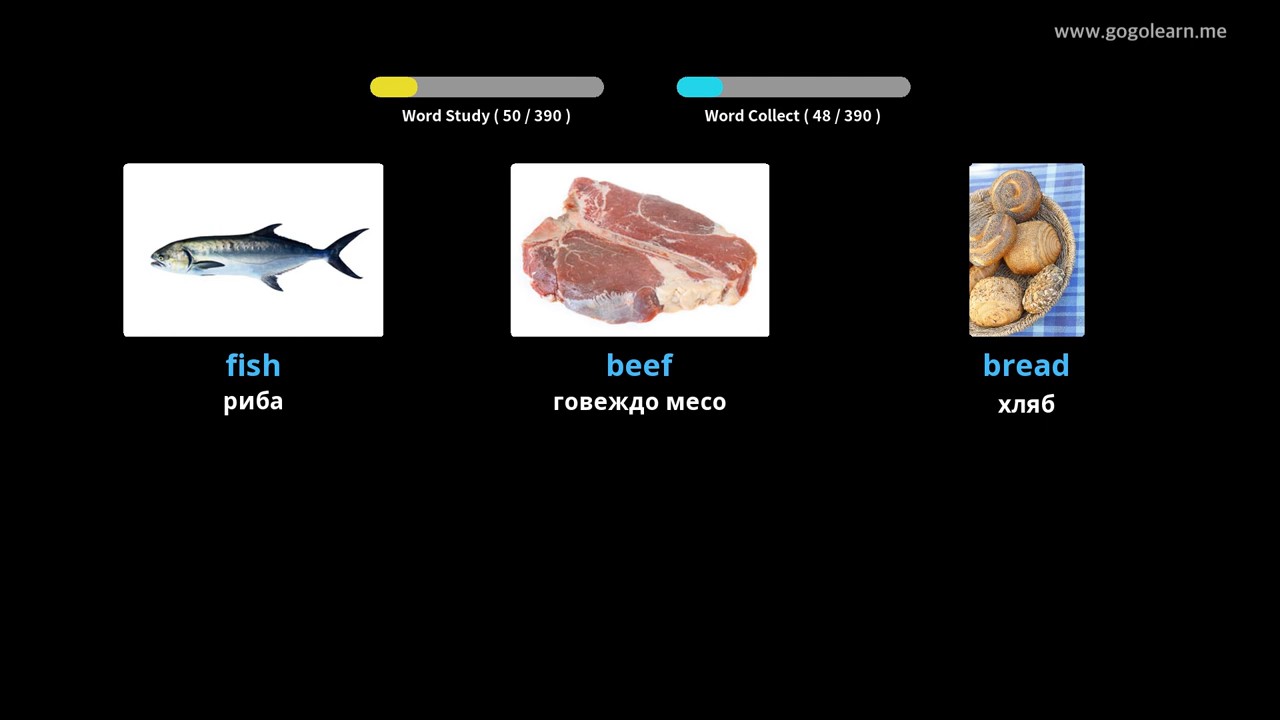 www.gogolearn.me
Word Study ( 50 / 390 )
Word Collect ( 48 / 390 )
fish
риба
beef
говеждо месо
bread
хляб